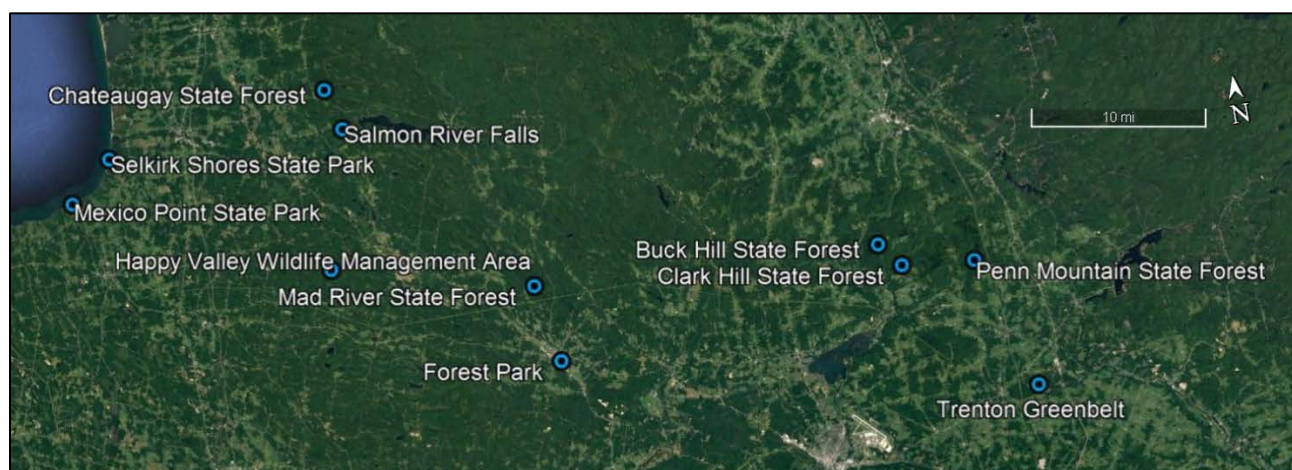 Chateaugay State Forest
10 mi
N
Salmon River Falls
Selkirk Shores State Park
Mexico Point State Park
Buck Hill State Forest
Happy Valley Wildlife Management Area
Clark Hill State Forest
Penn Mountain State Forest
Mad River State Forest
Forest Park
Trenton Greenbelt